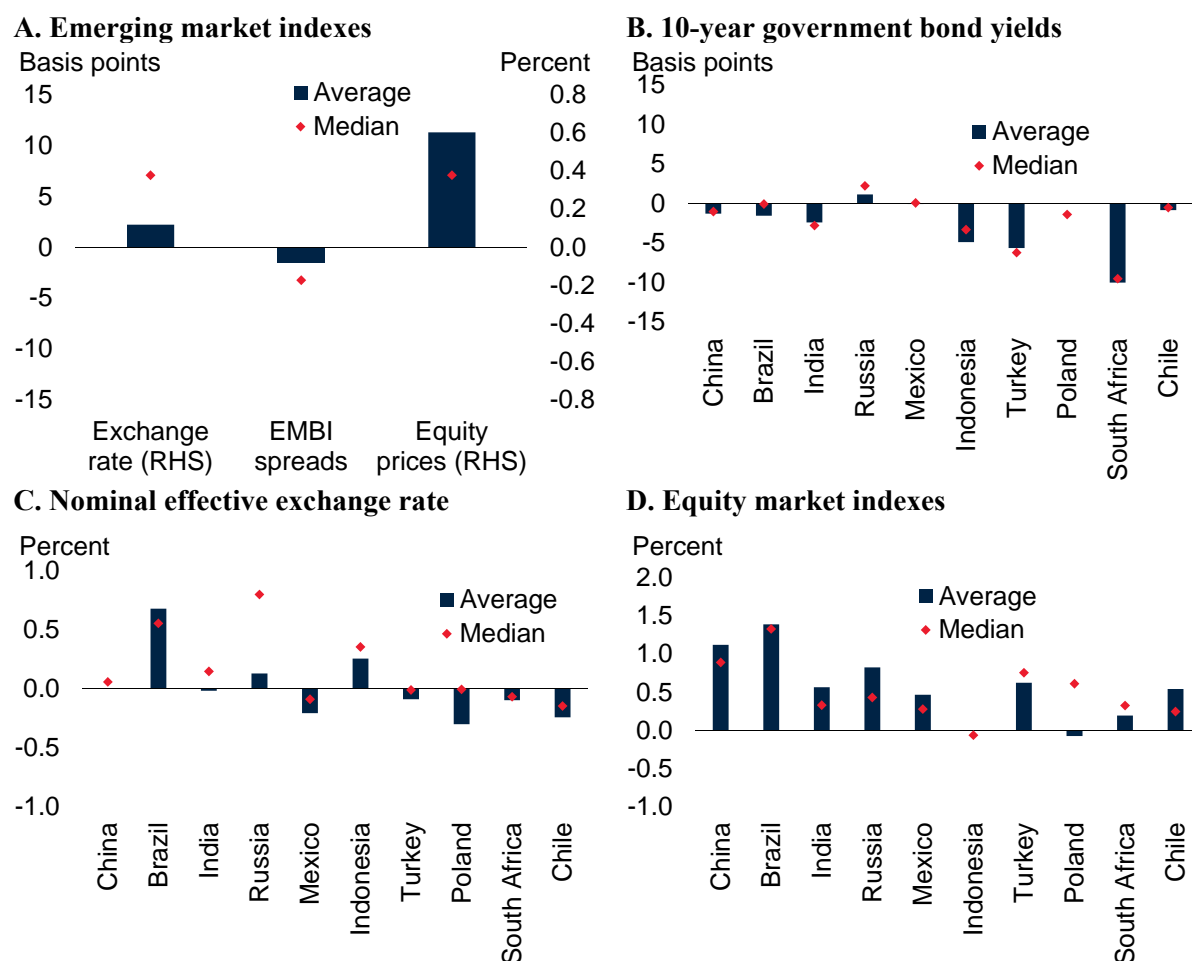 A. Emerging market indexes
Basis points
Percent
15
10
5
0
-5
-10
-15
0.8
0.6
0.4
0.2
0.0
-0.2
-0.4
-0.6
-0.8
Average
Median
Exchange
rate (RHS)
EMBI
spreads
Equity
prices (RHS)
B. 10-year government bond yields
Basis points
15
10
5
0
-5
-10
-15
Average
Median
China
Brazil
India
Russia
Mexico
Indonesia
Turkey
Poland
South Africa
Chile
C. Nominal effective exchange rate
Percent
1.0
0.5
0.0
-0.5
-1.0
Average
Median
China
Brazil
India
Russia
Mexico
Indonesia
Turkey
Poland
South Africa
Chile
D. Equity market indexes
Percent
2.0
1.5
1.0
0.5
0.0
-0.5
-1.0
Average
Median
China
Brazil
India
Russia
Mexico
Indonesia
Turkey
Poland
South Africa
Chile